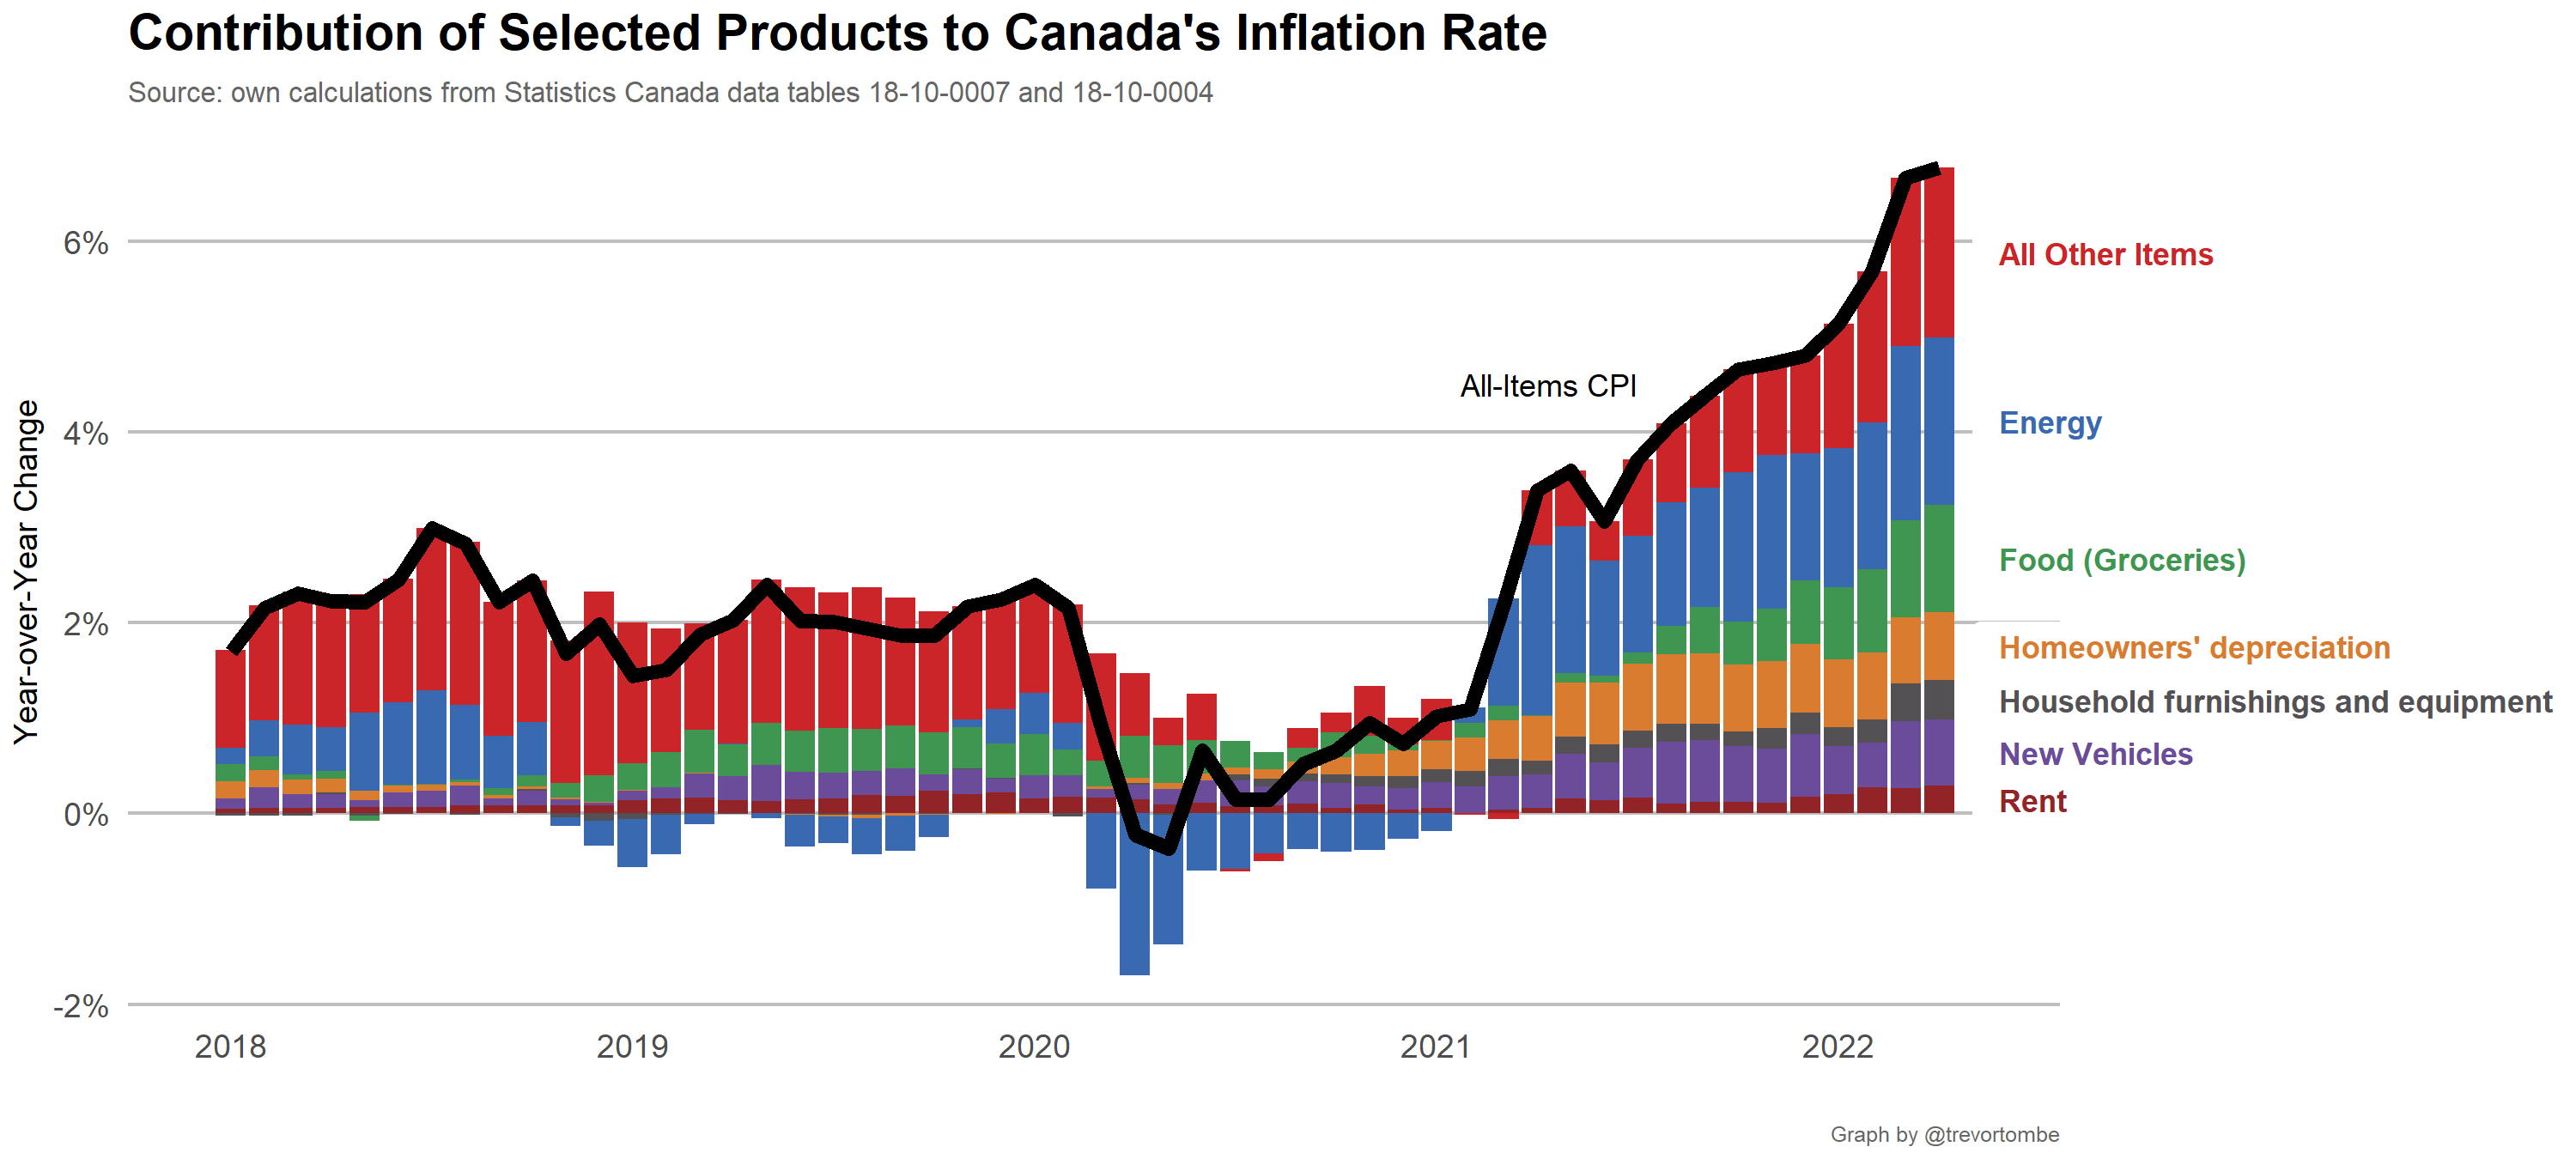 Contribution of Selected Products to Canada's Inflation Rate
Source: own calculations from Statistics Canada data tables 18-10-0007 and 18-10-0004
Year-over-Year Change
6%
4%
2%
0%
-2%
All-Items CPI
All Other Items
Energy
Food (Groceries)
Homeowners' depreciation
Household furnishings and equipment
New Vehicles
Rent
2018 2019 2020 2021 2022
Graph by @trevortombe